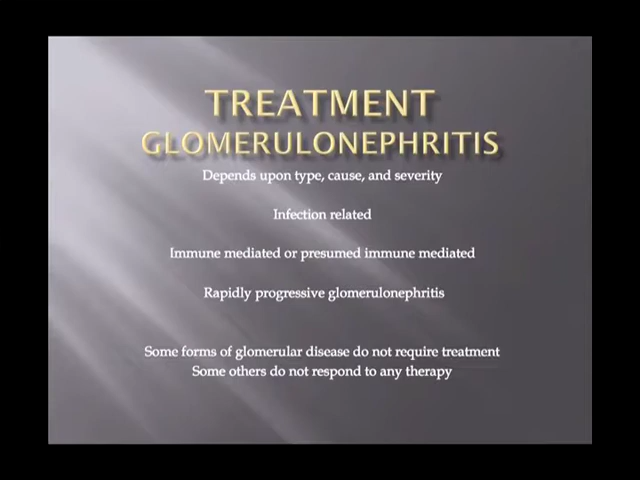 TREATMENT
GLOMERULONEPHRITIS
Depends upon type, cause, and severity
Infection related
Immune mediated or presumed immune mediated
Rapidly progressive glomerulonephritis
Some forms of glomerular disease do not require treatment
Some others do not respond to any therapy